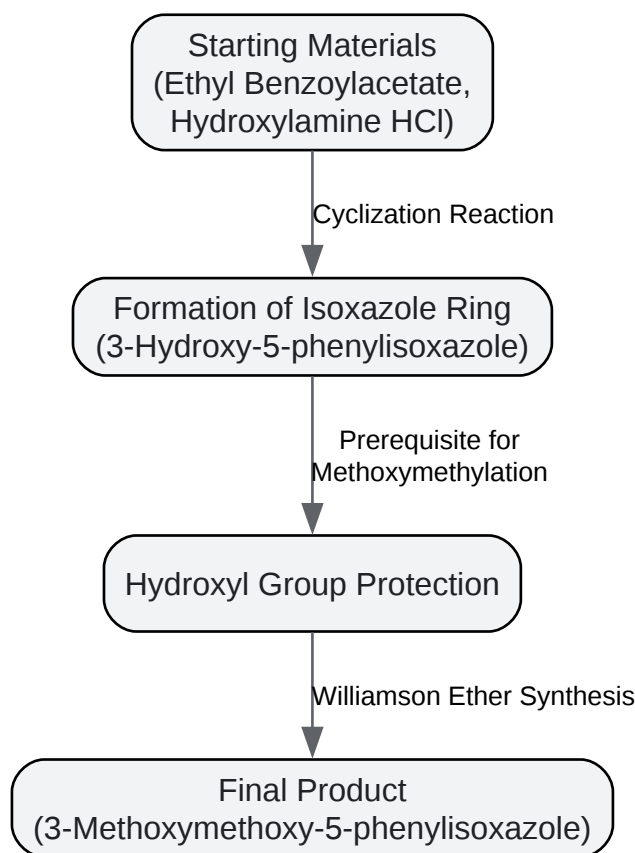 Starting Materials
(Ethyl Benzoylacetate,
Hydroxylamine HCl)
Cyclization Reaction
Formation of Isoxazole Ring
(3-Hydroxy-5-phenylisoxazole)
Prerequisite for
Methoxymethylation
Hydroxyl Group Protection
Williamson Ether Synthesis
Final Product
(3-Methoxymethoxy-5-phenylisoxazole)